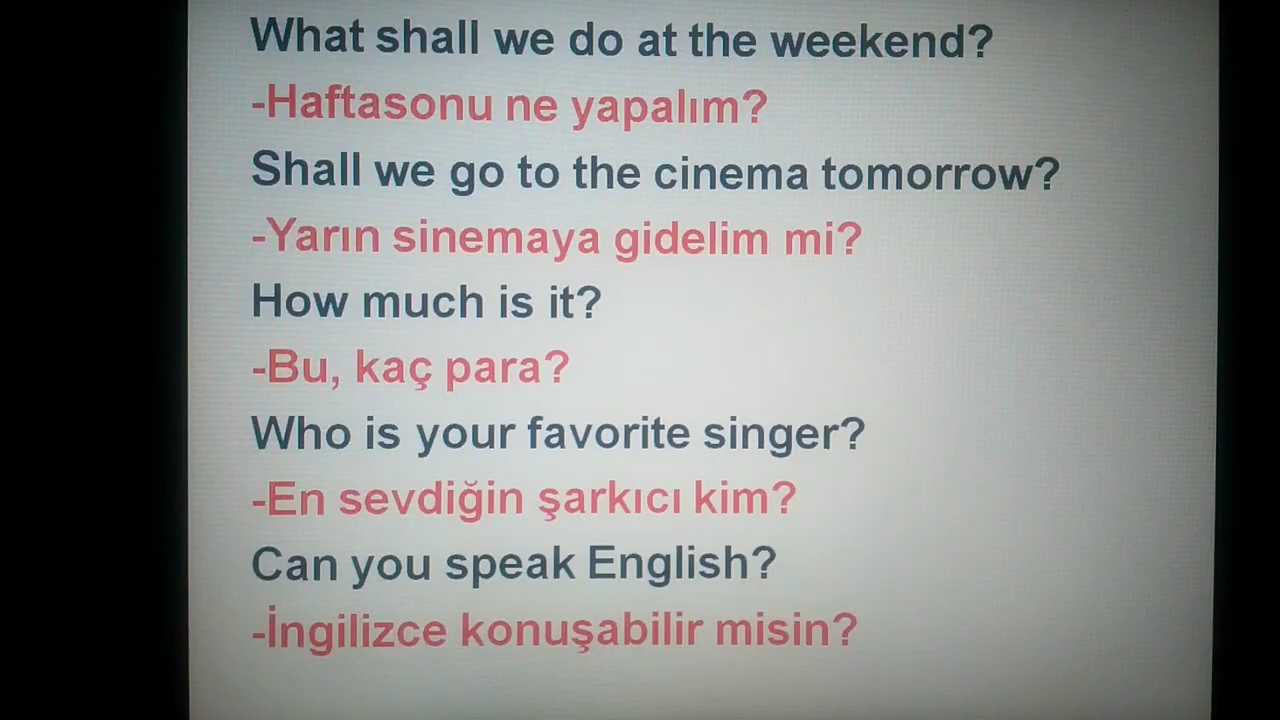 What shall we do at the weekend?
-Haftasonu ne yapalım?
Shall we go to the cinema tomorrow?
-Yarın sinemaya gidelim mi?
How much is it?
-Bu, kaç para?
Who is your favorite singer?
-En sevdiğin şarkıcı kim?
Can you speak English?
-İngilizce konuşabilir misin?